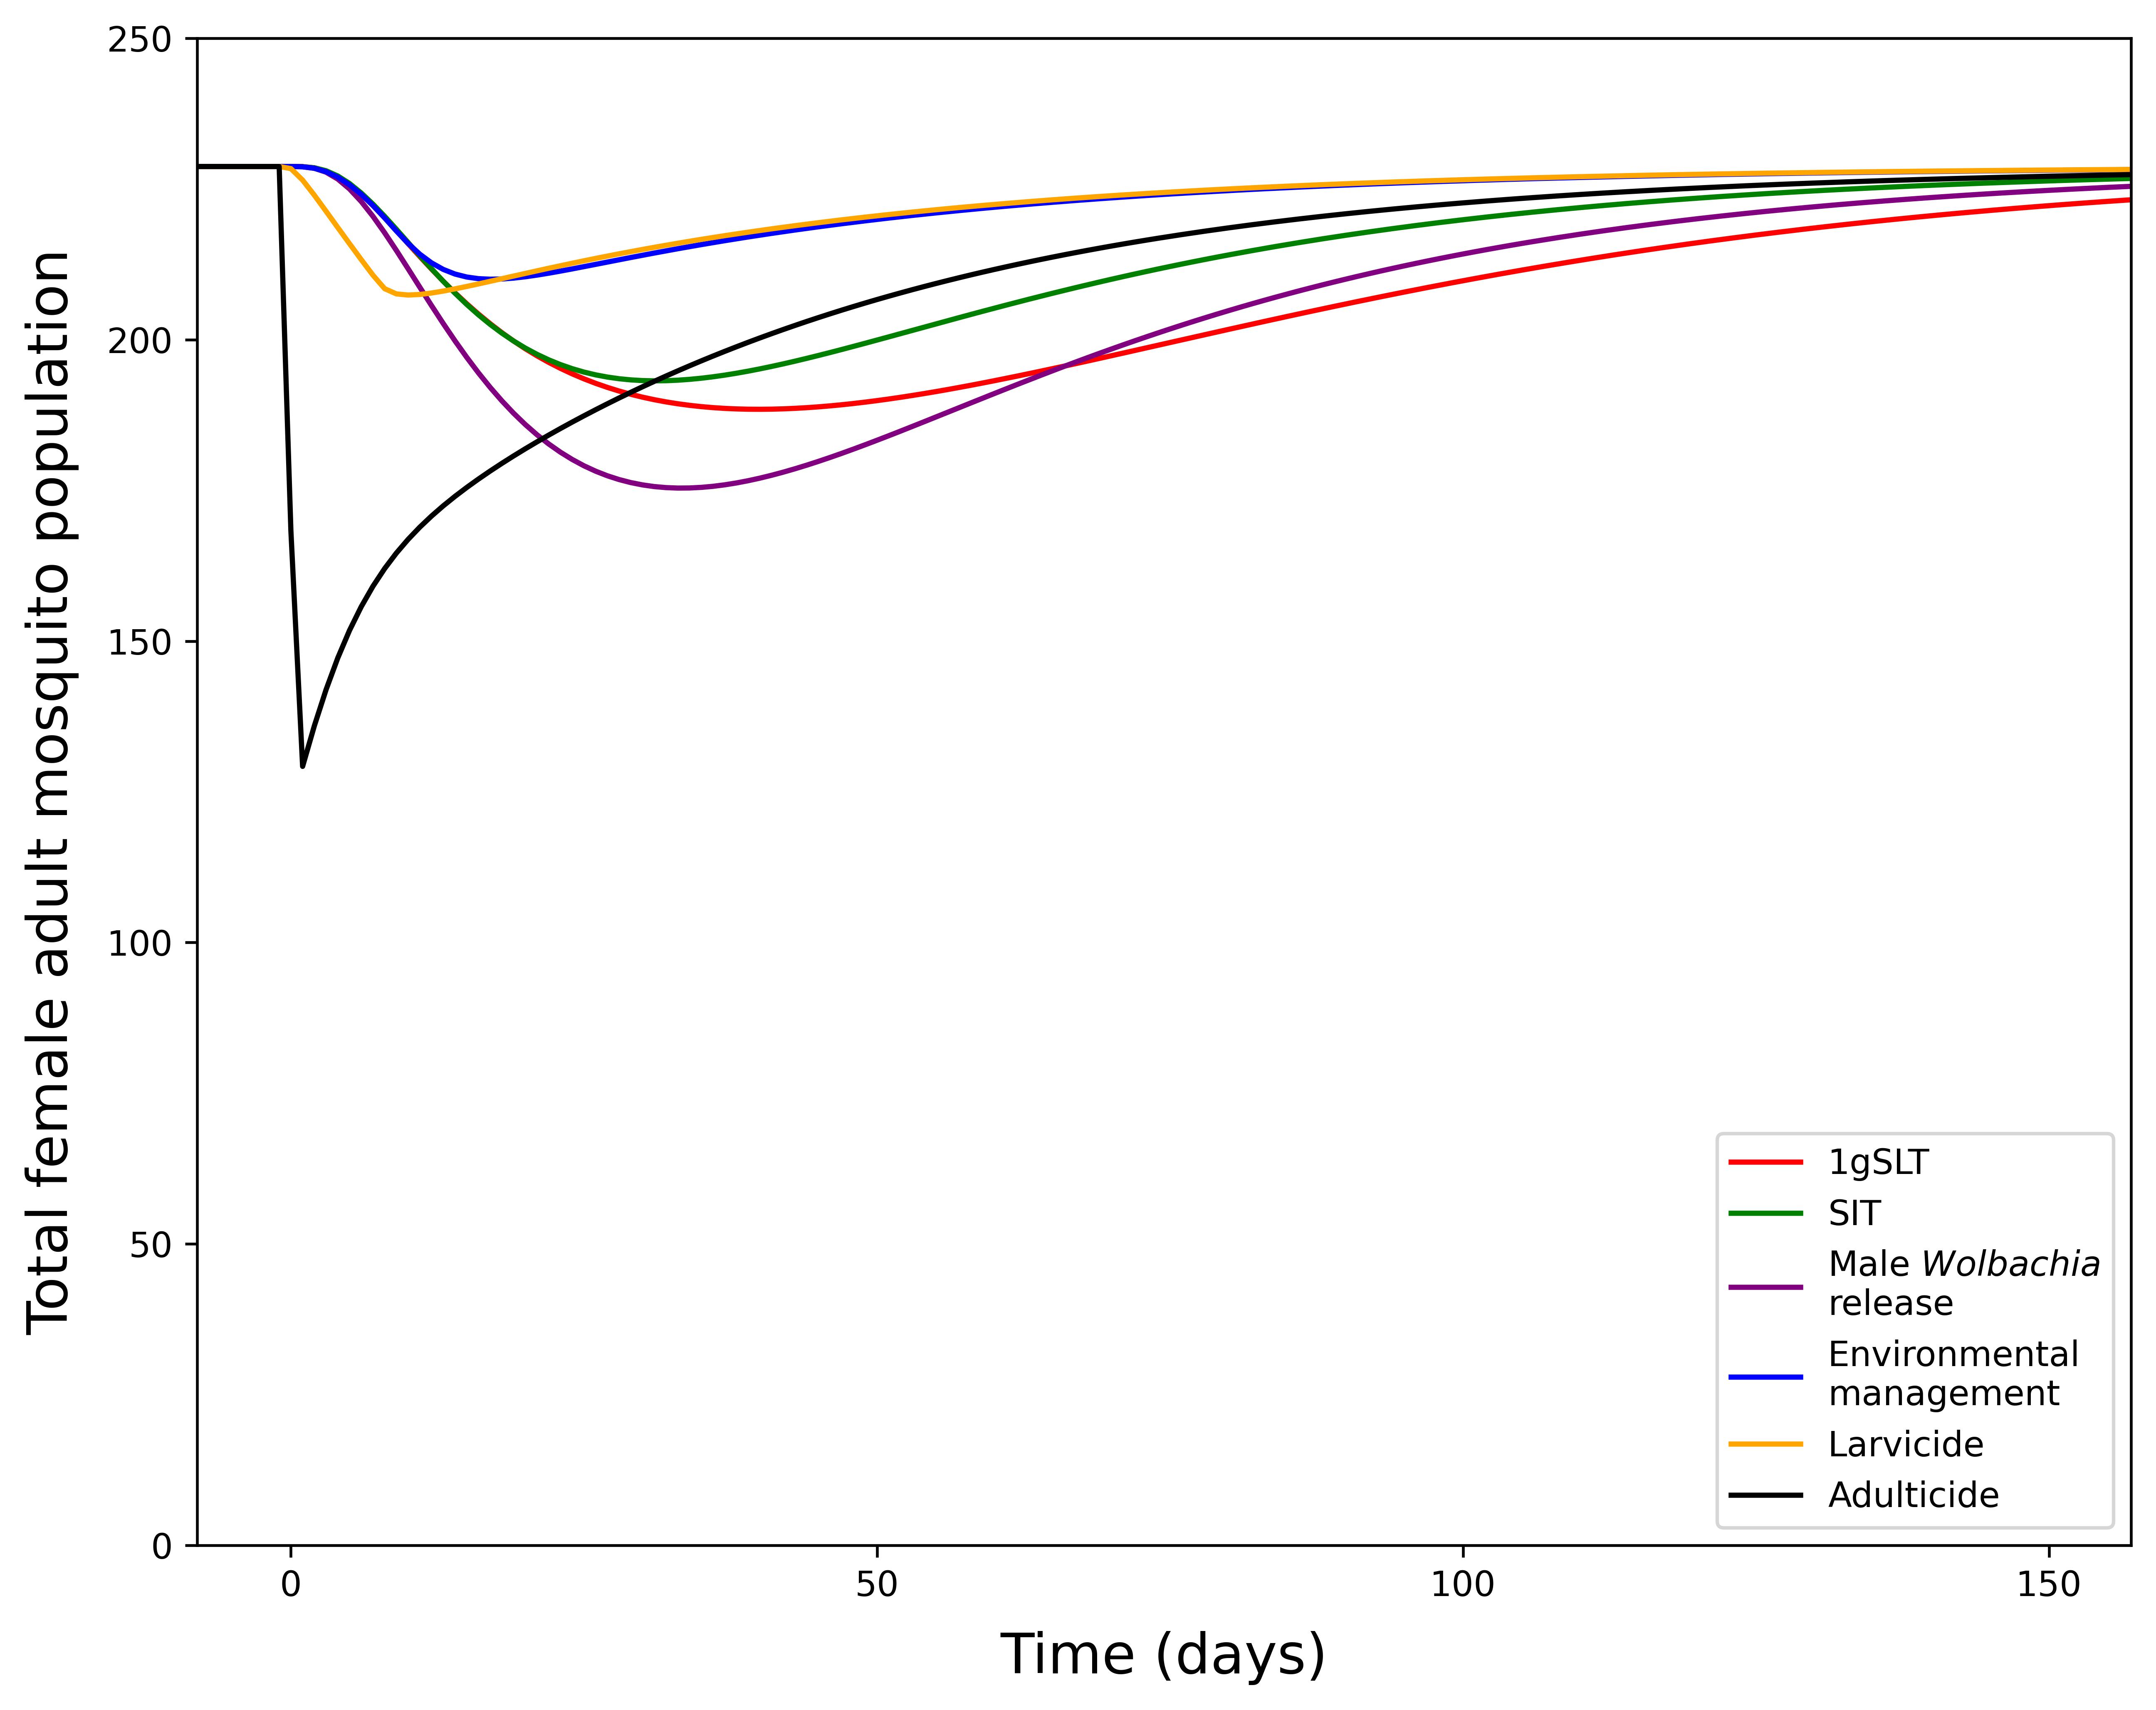 250
200
150
100
50
0
Total female adult mosquito population
0
50
100
150
Time (days)
1gSLT
SIT
Male Wolbachia
release
Environmental
management
Larvicide
Adulticide